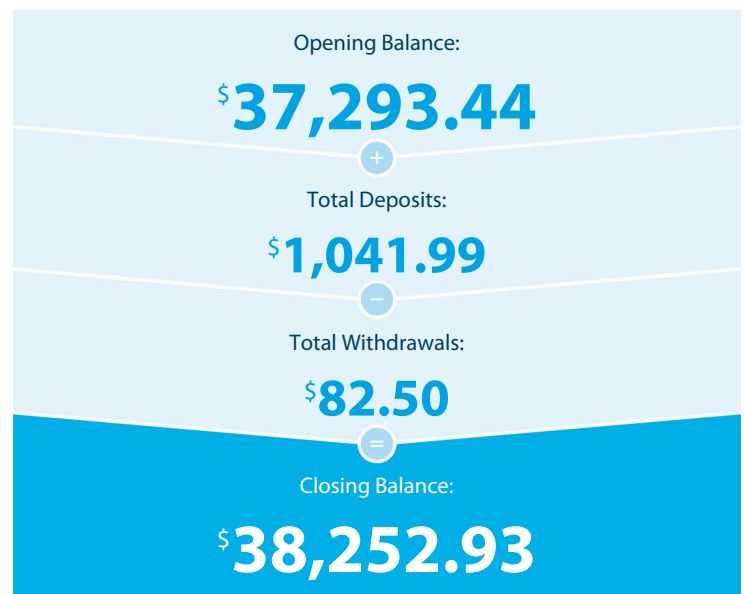 Opening Balance:
$37,293.44
+
Total Deposits:
$1,041.99
−
Total Withdrawals:
$82.50
=
Closing Balance:
$38,252.93